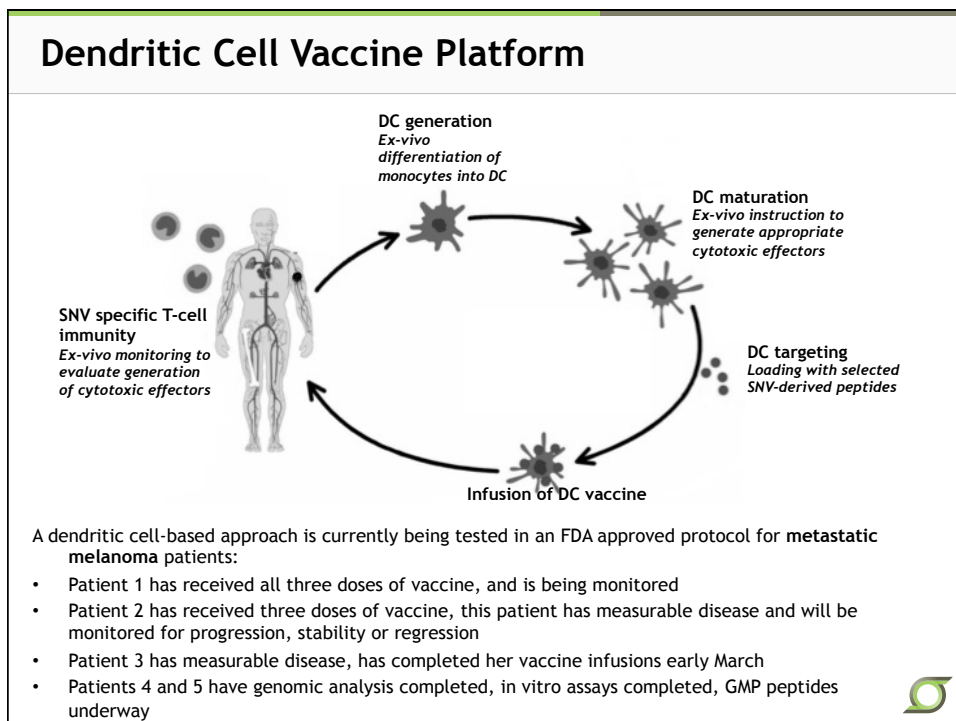 Dendritic Cell Vaccine Platform
DC generation
Ex-vivo
differentiation of
monocytes into DC
DC maturation
Ex-vivo instruction to
generate appropriate
cytotoxic effectors
SNV specific T-cell
immunity
Ex-vivo monitoring to
evaluate generation
of cytotoxic effectors
DC targeting
Loading with selected
SNV-derived peptides
Infusion of DC vaccine
A dendritic cell-based approach is currently being tested in an FDA approved protocol for metastatic
melanoma patients:
• Patient 1 has received all three doses of vaccine, and is being monitored
• Patient 2 has received three doses of vaccine, this patient has measurable disease and will be
monitored for progression, stability or regression
• Patient 3 has measurable disease, has completed her vaccine infusions early March
• Patients 4 and 5 have genomic analysis completed, in vitro assays completed, GMP peptides
underway